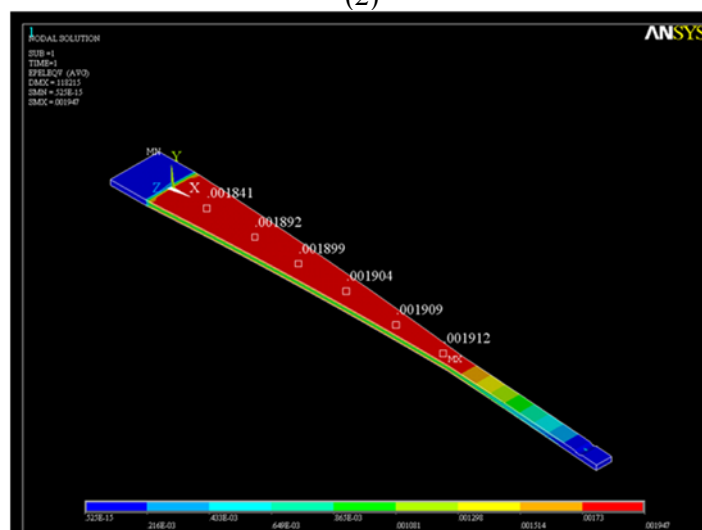 (2)
1
NODAL SOLUTION
ANSYS
SUB =1
TIME=1
EPELEQV (AVG)
DMX =.118215
SMN =.525E-15
SMX =.001947
MN
Y
Z
X
.001841
.001892
.001899
.001904
.001909
.001912
MX
.525E-15 .433E-03 .865E-03 .001298 .00173
.216E-03 .649E-03 .001081 .001514 .001947